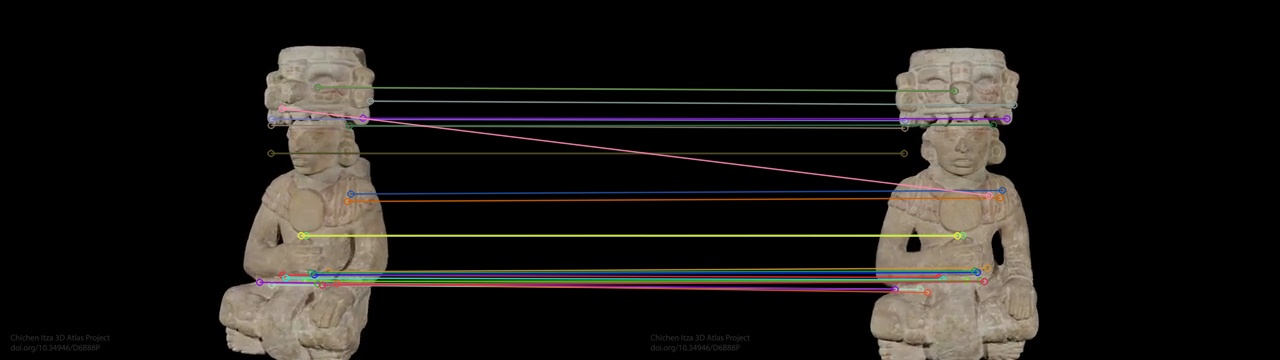 Chichen Itza 3D Atlas Project
doi.org/10.34946/D6B88P
Chichen Itza 3D Atlas Project
doi.org/10.34946/D6B88P